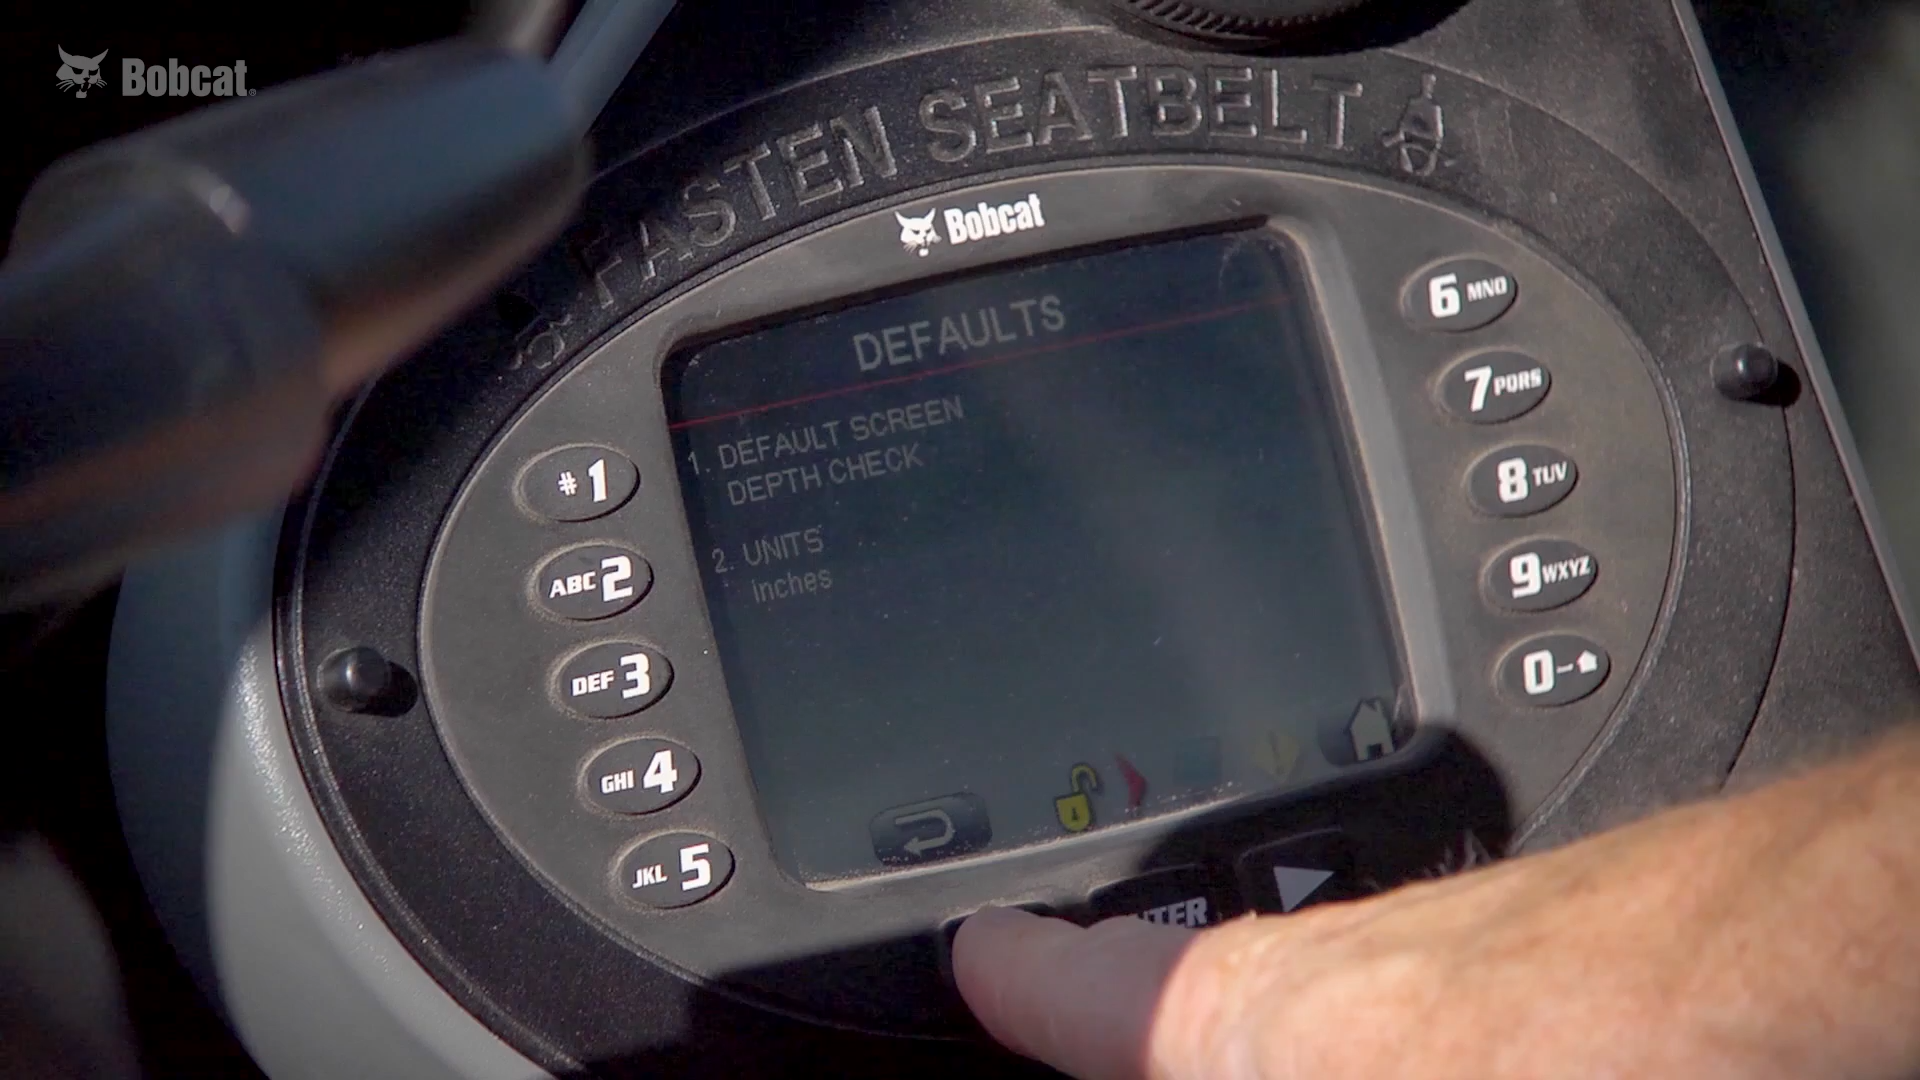 Bobcat®
FASTEN SEATBELT
Bobcat
DEFAULTS
1. DEFAULT SCREEN
DEPTH CHECK
2. UNITS
inches
# 1
ABC 2
DEF 3
GHI 4
JKL 5
6 MNO
7 PQRS
8 TUV
9 WXYZ
0